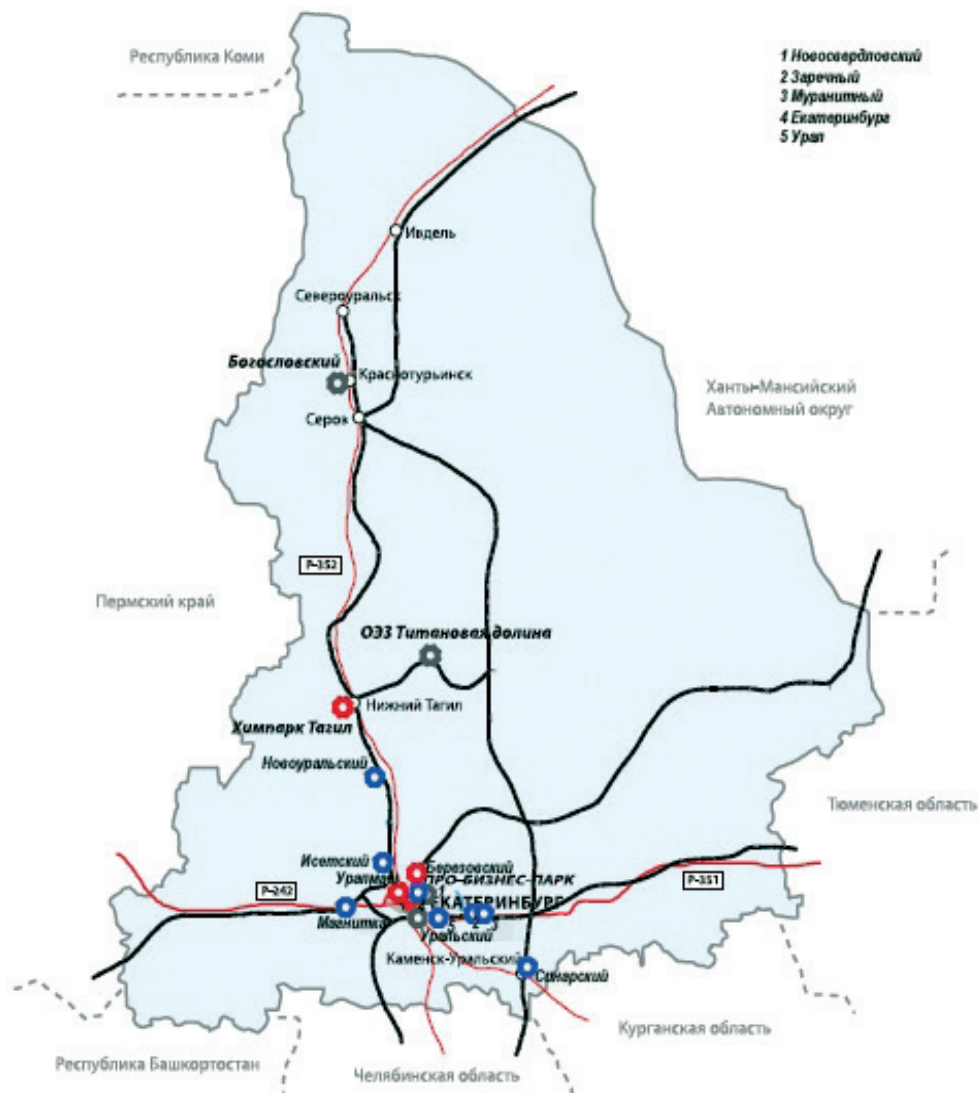 Республика Коми
1 Новосвердловский
2 Заречный
3 Муранитный
4 Екатеринбург
5 Урал
Ивдель
Североуральск
Богословский
Краснотурьинск
Ханты-Мансийский
Автономный округ
Серов
Р-352
Пермский край
ОЭЗ Титановая долина
Нижний Тагил
Химпарк Тагил
Новоуральский
Тюменская область
Исетский
Березовский
ПРО-БИЗНЕС-ПАРК
Р-351
Р-242
ЕКАТЕРИНБУРГ
Магнитка
Уральский
Каменск-Уральский
Синарский
Курганская область
Республика Башкортостан
Челябинская область